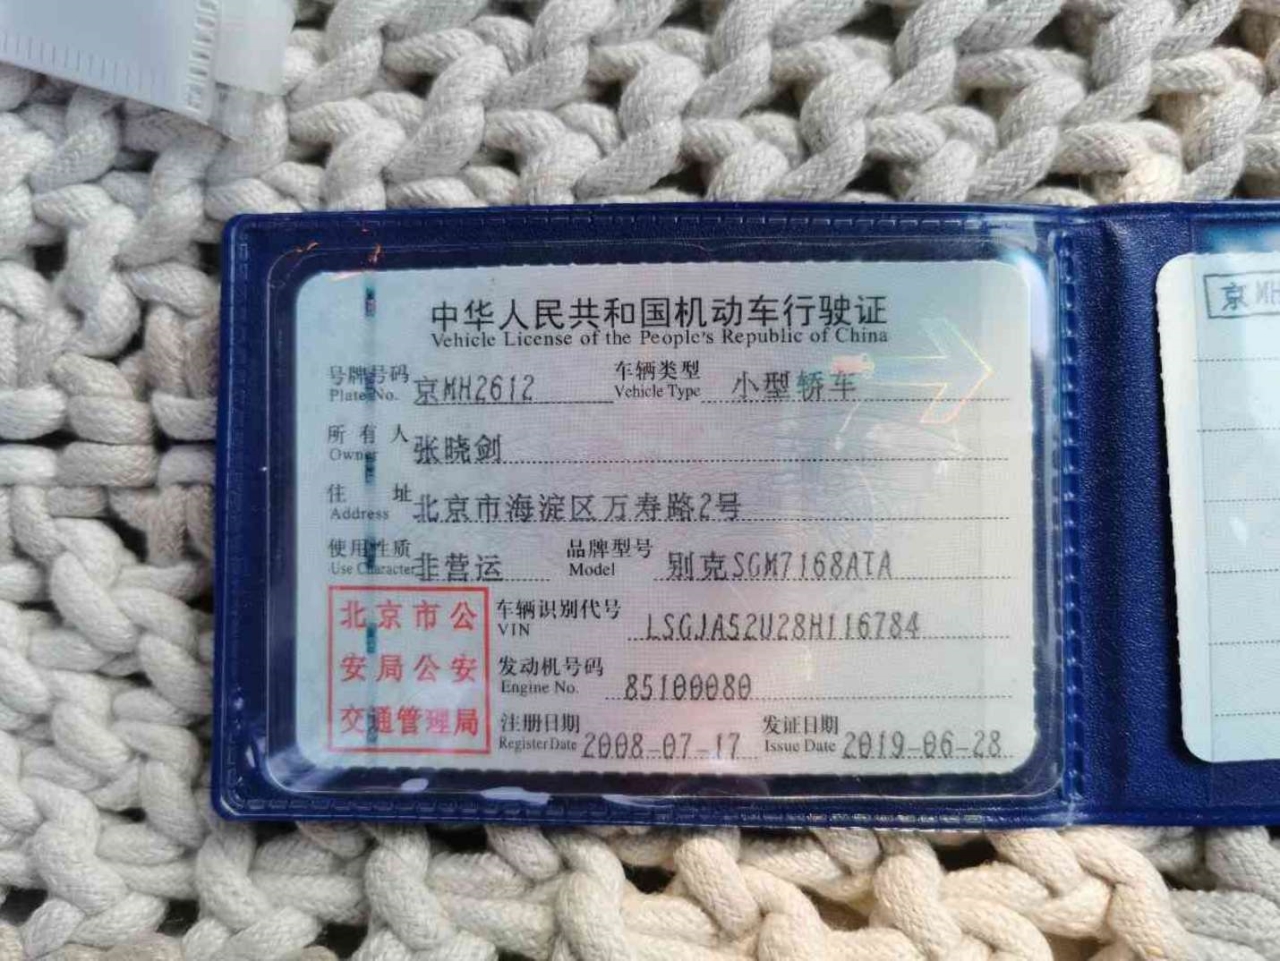 中华人民共和国机动车行驶证
Vehicle License of the People's Republic of China
号牌号码 京MH2612 车辆类型 小型轿车
Plate No. Vehicle Type
所有人 张晓剑
Owner
住址 北京市海淀区万寿路2号
Address
使用性质 非营运 品牌型号 别克SGM7168ATA
Use Character Model
北京市公
安局公安
交通管理局
车辆识别代号 LSGJA52U28H116784
VIN
发动机号码 85100080
Engine No.
注册日期 2008-07-17 发证日期 2019-06-28
Register Date Issue Date
京MH